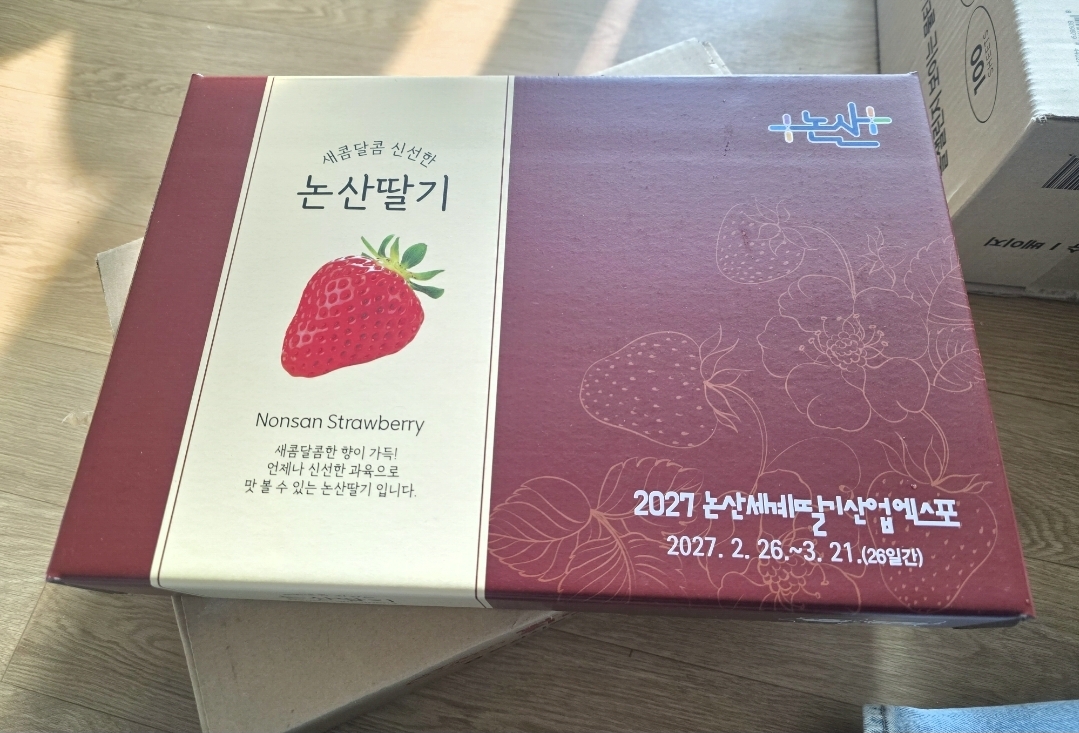 새콤달콤 신선한
논산딸기
Nonsan Strawberry
새콤달콤한 향이 가득!
언제나 신선한 과육으로
맛 볼 수 있는 논산딸기 입니다.
논산
2027 논산세계딸기산업엑스포
2027. 2. 26.~3. 21.(26일간)
100